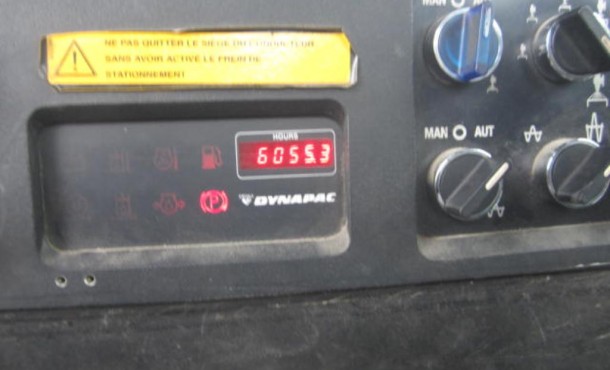 NE PAS QUITTER LE SIEGE DU CONDUCTEUR
SANS AVOIR ACTIVE LE FREIN DE
STATIONNEMENT
MAN
HOURS
6055.3
P
DYNAPAC
MAN AUT